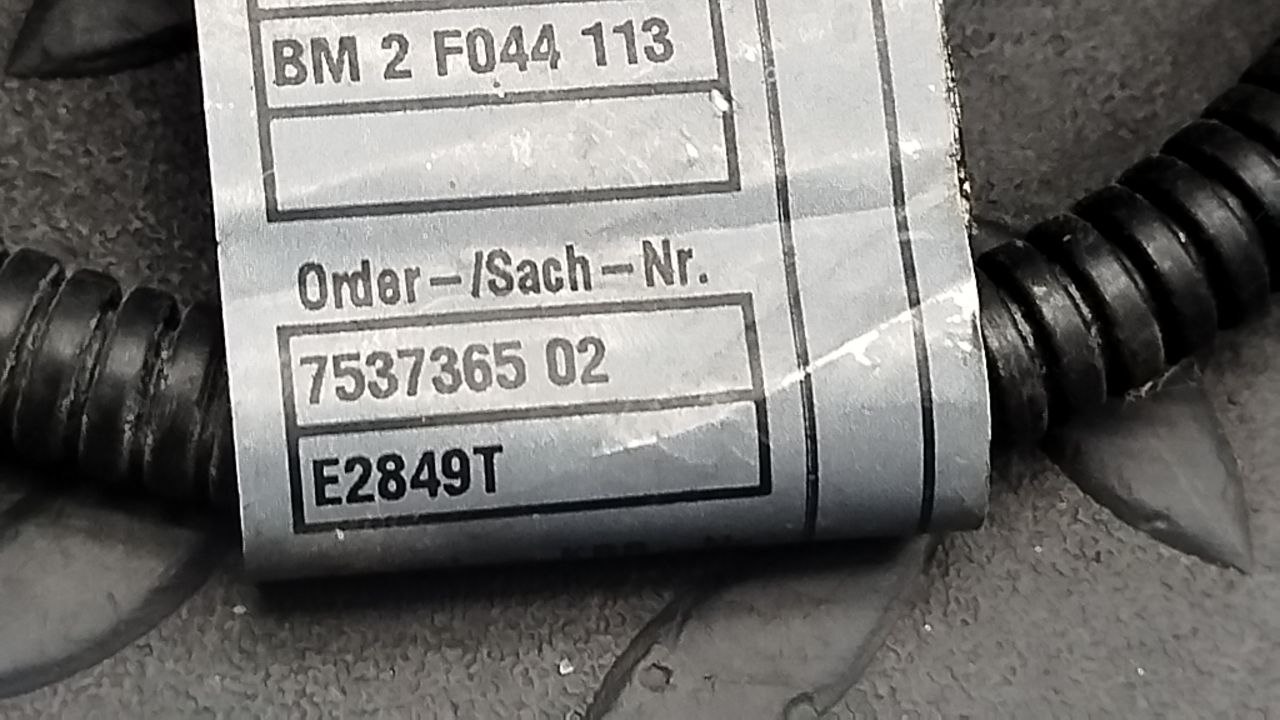 BM 2 F044 113
Order-/Sach-Nr.
7537365 02
E2849T